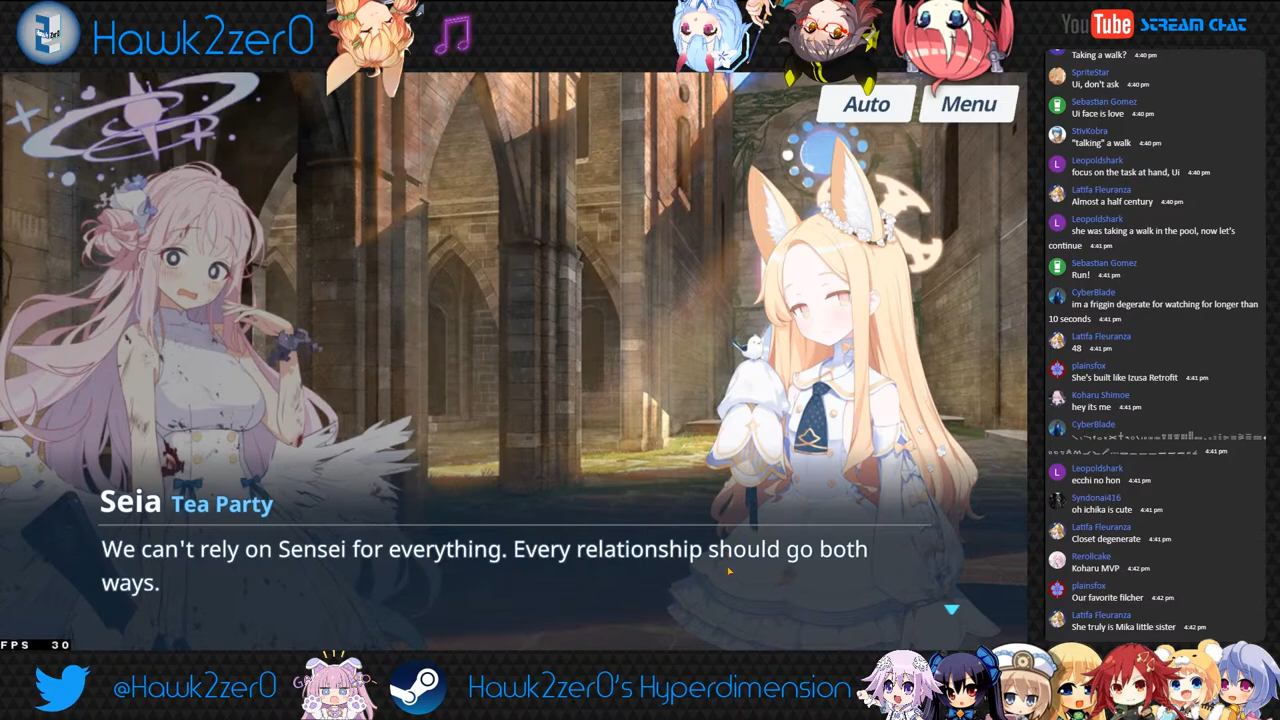 Hawk2zer0
You Tube STREAM CHAT
Auto
Menu
Taking a walk? 4:40 pm
SpriteStar
Ui, don't ask 4:40 pm
Sebastian Gomez
Ui face is love 4:40 pm
StivKobra
"talking" a walk 4:40 pm
Leopoldshark
focus on the task at hand, Ui 4:40 pm
Latifa Fleuranza
Almost a half century 4:40 pm
Leopoldshark
she was taking a walk in the pool, now let's
continue 4:41 pm
Sebastian Gomez
Run! 4:41 pm
CyberBlade
im a friggin degerate for watching for longer than
10 seconds 4:41 pm
Latifa Fleuranza
48 4:41 pm
plainsfox
She's built like Izusa Retrofit 4:41 pm
Koharu Shimoe
hey its me 4:41 pm
CyberBlade
4:41 pm
Leopoldshark
ecchi no hon 4:41 pm
Syndonai416
oh ichika is cute 4:41 pm
Latifa Fleuranza
Closet degenerate 4:41 pm
Rerollcake
Koharu MVP 4:42 pm
plainsfox
Our favorite filcher 4:42 pm
Latifa Fleuranza
She truly is Mika little sister 4:42 pm
Seia Tea Party
We can't rely on Sensei for everything. Every relationship should go both
ways.
FPS 30
@Hawk2zer0
Hawk2zer0's Hyperdimension